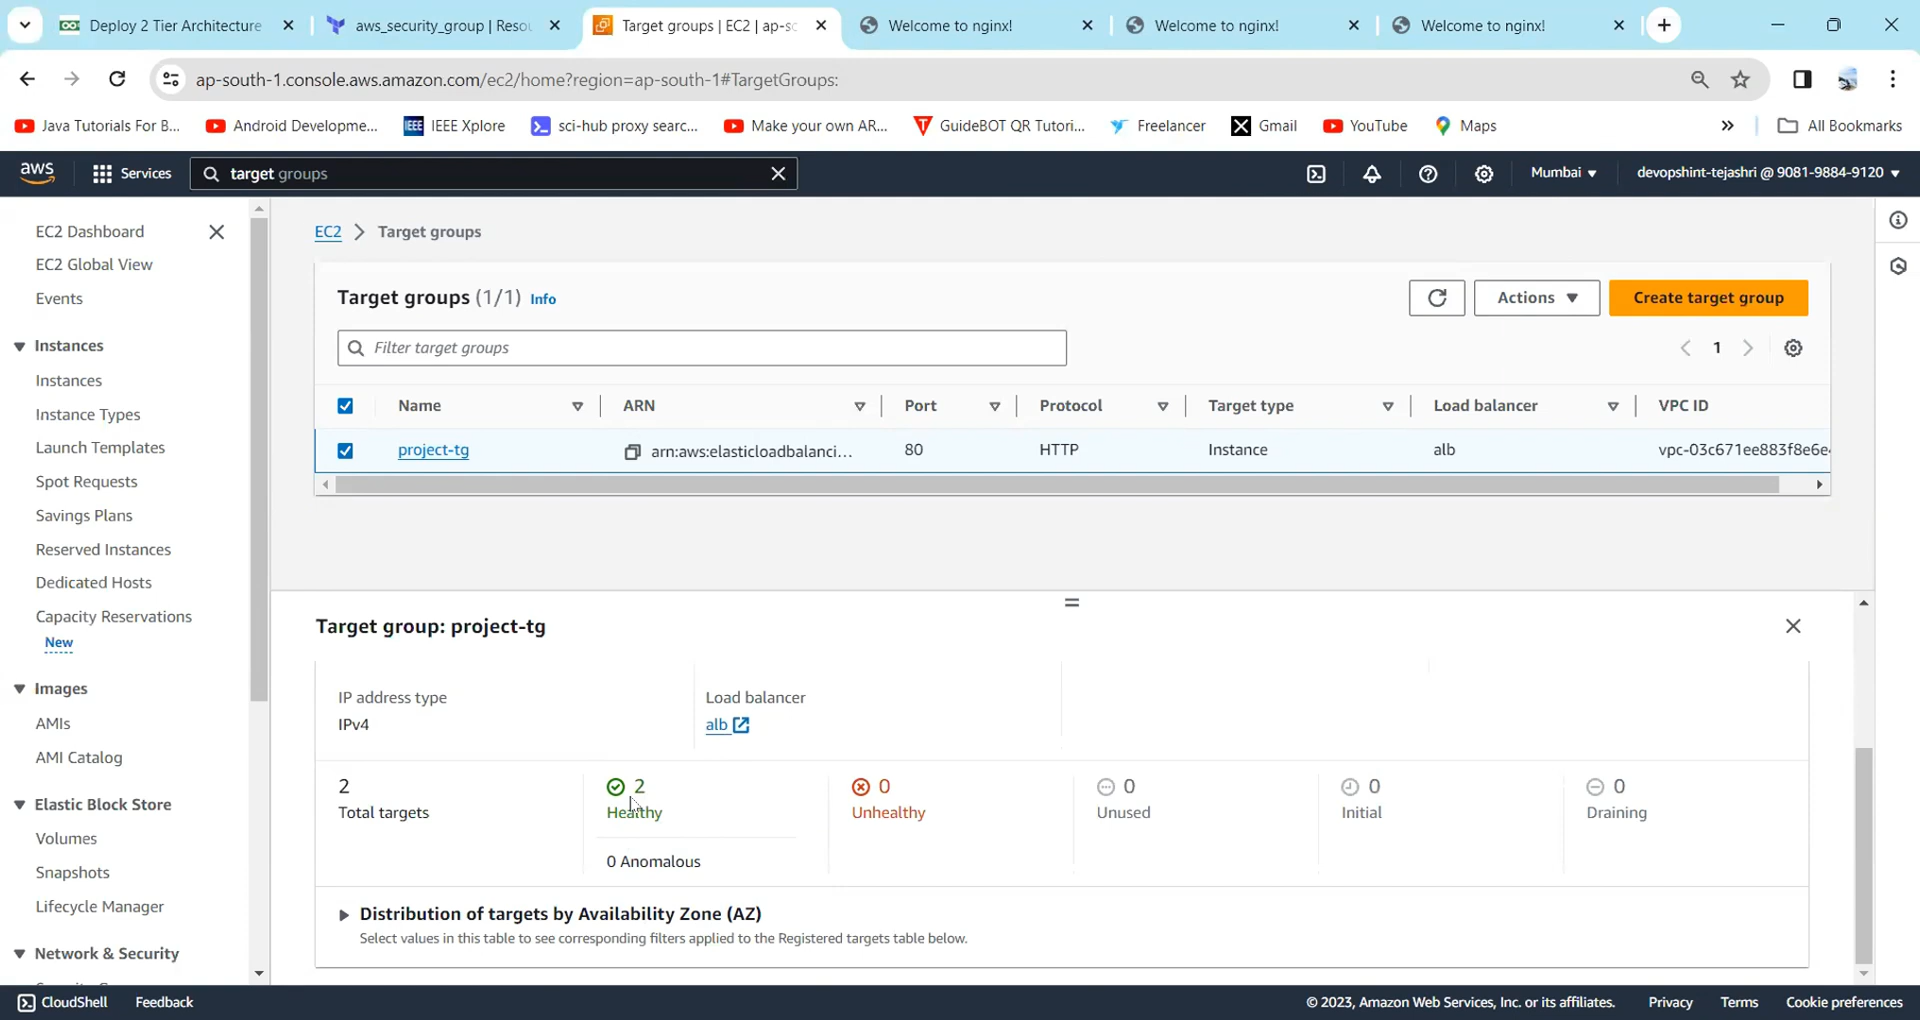 Deploy 2 Tier Architecture
aws_security_group | Resou
Target groups | EC2 | ap-so
Welcome to nginx!
Welcome to nginx!
Welcome to nginx!
ap-south-1.console.aws.amazon.com/ec2/home?region=ap-south-1#TargetGroups:
Java Tutorials For B...
Android Developme...
IEEE Xplore
sci-hub proxy searc...
Make your own AR...
GuideBOT QR Tutori...
Freelancer
Gmail
YouTube
Maps
All Bookmarks
aws
Services
target groups
Mumbai
devopshint-tejashri @ 9081-9884-9120
EC2 Dashboard
EC2 Global View
Events
Instances
Instances
Instance Types
Launch Templates
Spot Requests
Savings Plans
Reserved Instances
Dedicated Hosts
Capacity Reservations
New
Images
AMIs
AMI Catalog
Elastic Block Store
Volumes
Snapshots
Lifecycle Manager
Network & Security
EC2 > Target groups
Target groups (1/1) Info
Actions
Create target group
Filter target groups
1
Name ARN Port Protocol Target type Load balancer VPC ID
project-tg arn:aws:elasticloadbalanci... 80 HTTP Instance alb vpc-03c671ee883f8e6e
Target group: project-tg
IP address type
IPv4
Load balancer
alb
2
Total targets
2
Healthy
0 Anomalous
0
Unhealthy
0
Unused
0
Initial
0
Draining
Distribution of targets by Availability Zone (AZ)
Select values in this table to see corresponding filters applied to the Registered targets table below.
CloudShell
Feedback
© 2023, Amazon Web Services, Inc. or its affiliates.
Privacy
Terms
Cookie preferences